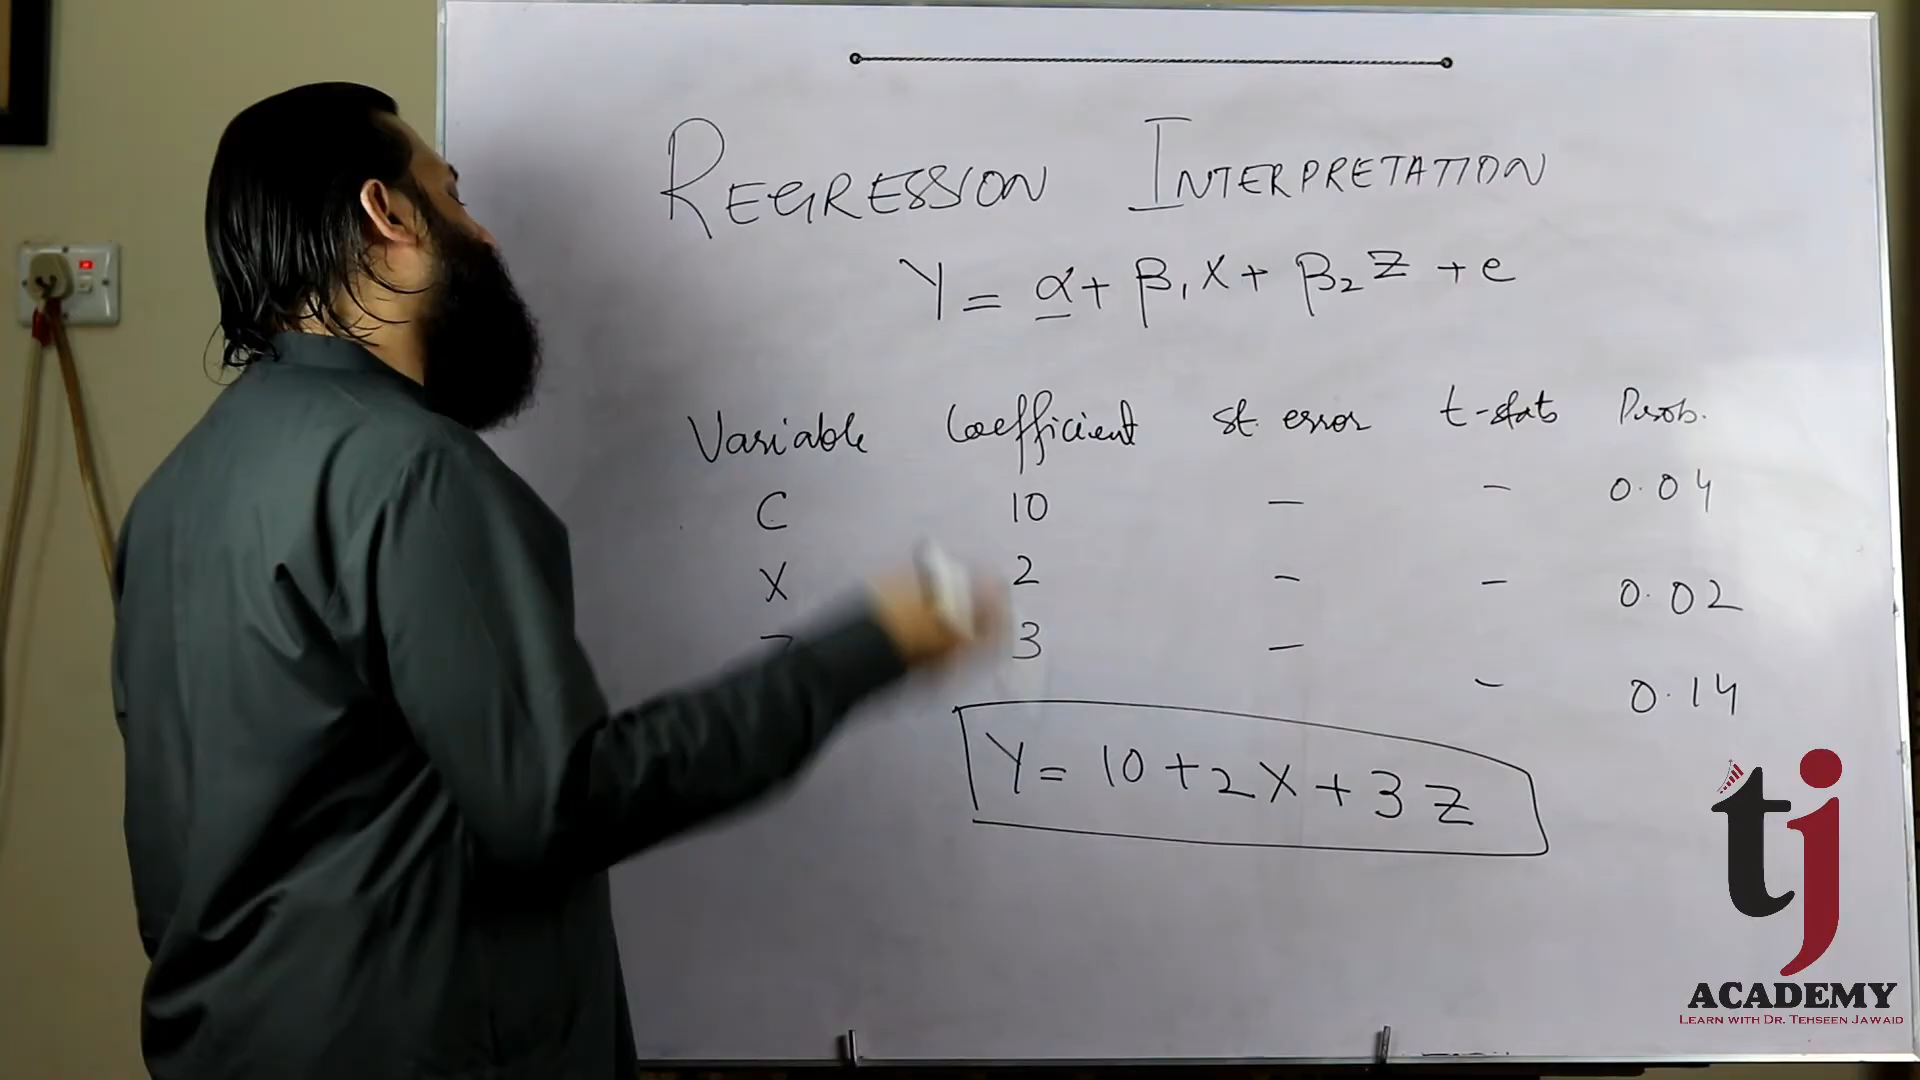 REGRESSION INTERPRETATION
Y = α + β₁X + β₂Z + e
Variable Coefficient st. error t-stats Prob.
C 10 – – 0.04
X 2 – – 0.02
3 – – 0.14
Y = 10 + 2X + 3Z
tj
ACADEMY
LEARN WITH DR. TEHSEEN JAWAID